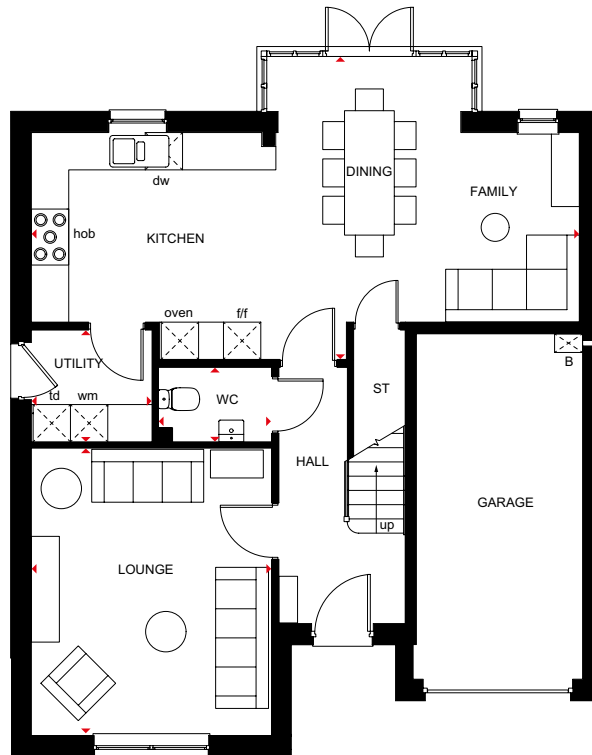 dw
DINING
FAMILY
hob
KITCHEN
oven f/f
UTILITY
B
td wm
WC
ST
HALL
GARAGE
up
LOUNGE